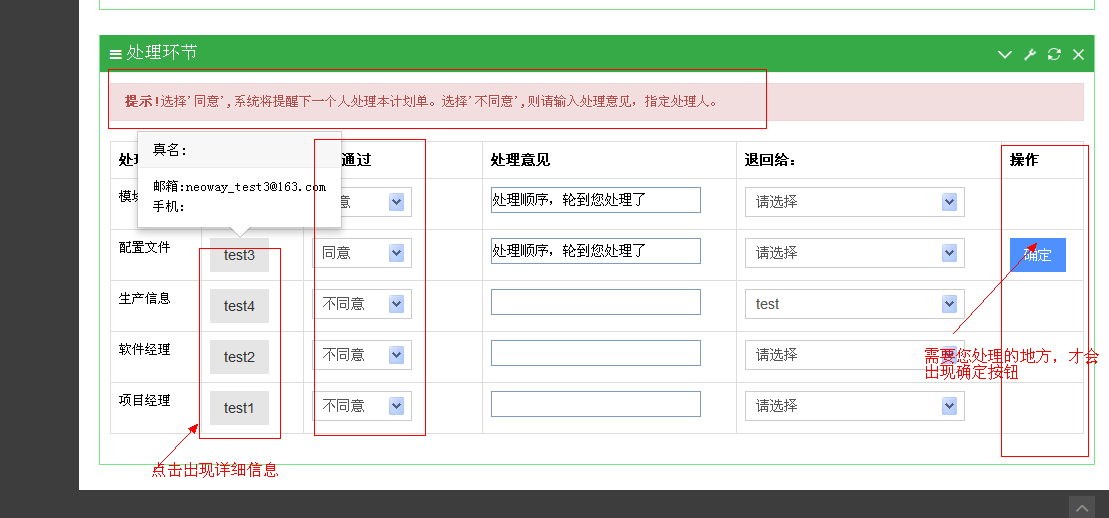 处理环节
提示!选择'同意',系统将提醒下一个人处理本计划单。选择'不同意',则请输入处理意见，指定处理人。
真名:
邮箱:neoway_test3@163.com
手机:
处理 通过 处理意见 退回给: 操作
模块 意 处理顺序，轮到您处理了 请选择
配置文件 test3 同意 处理顺序，轮到您处理了 请选择 确定
生产信息 test4 不同意 test
软件经理 test2 不同意 请选择
项目经理 test1 不同意 请选择
需要您处理的地方，才会
出现确定按钮
点击出现详细信息